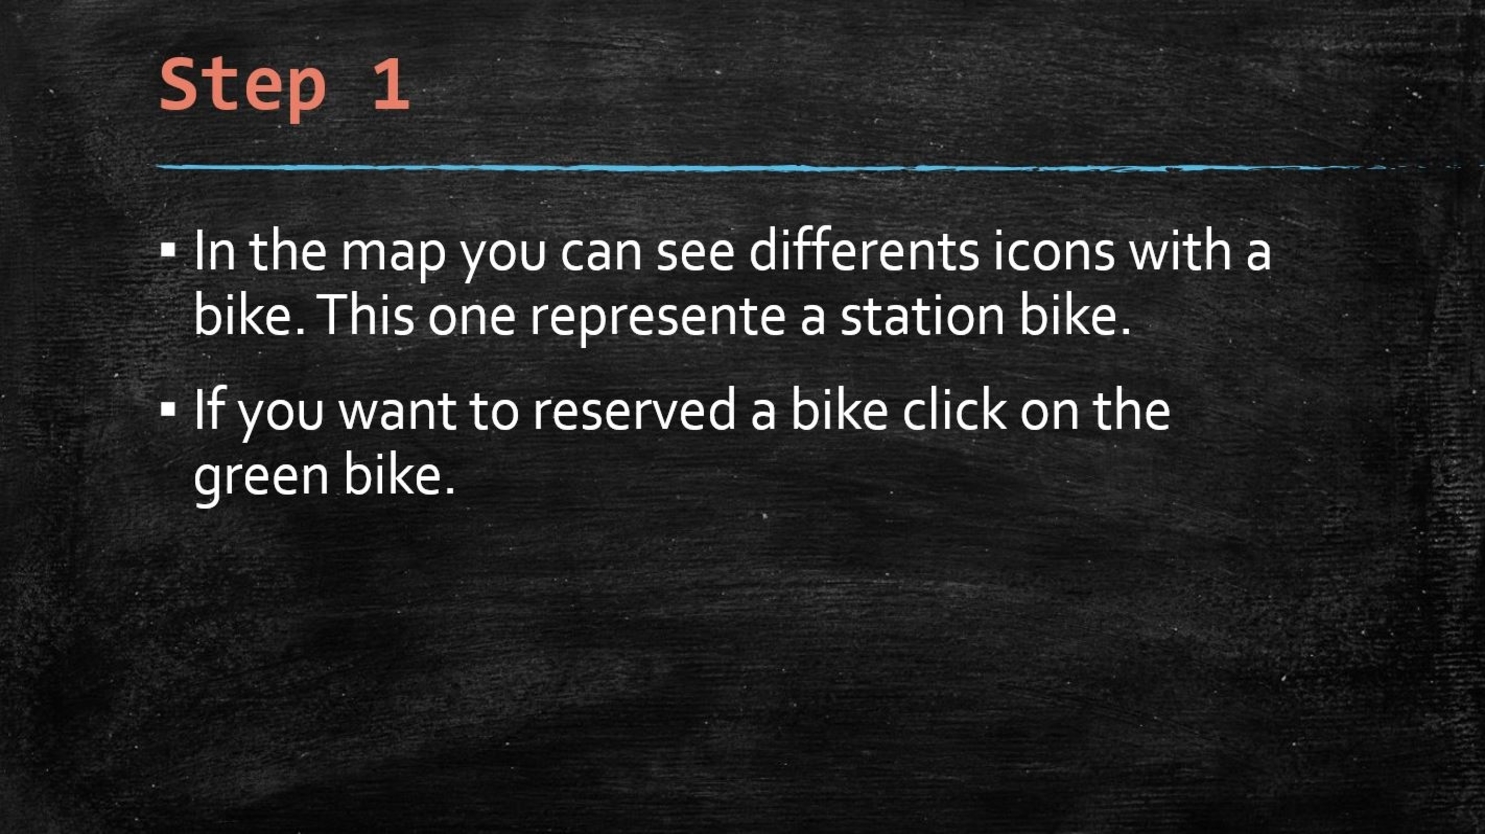 Step 1
▪ In the map you can see differents icons with a
bike. This one represente a station bike.
▪ If you want to reserved a bike click on the
green bike.